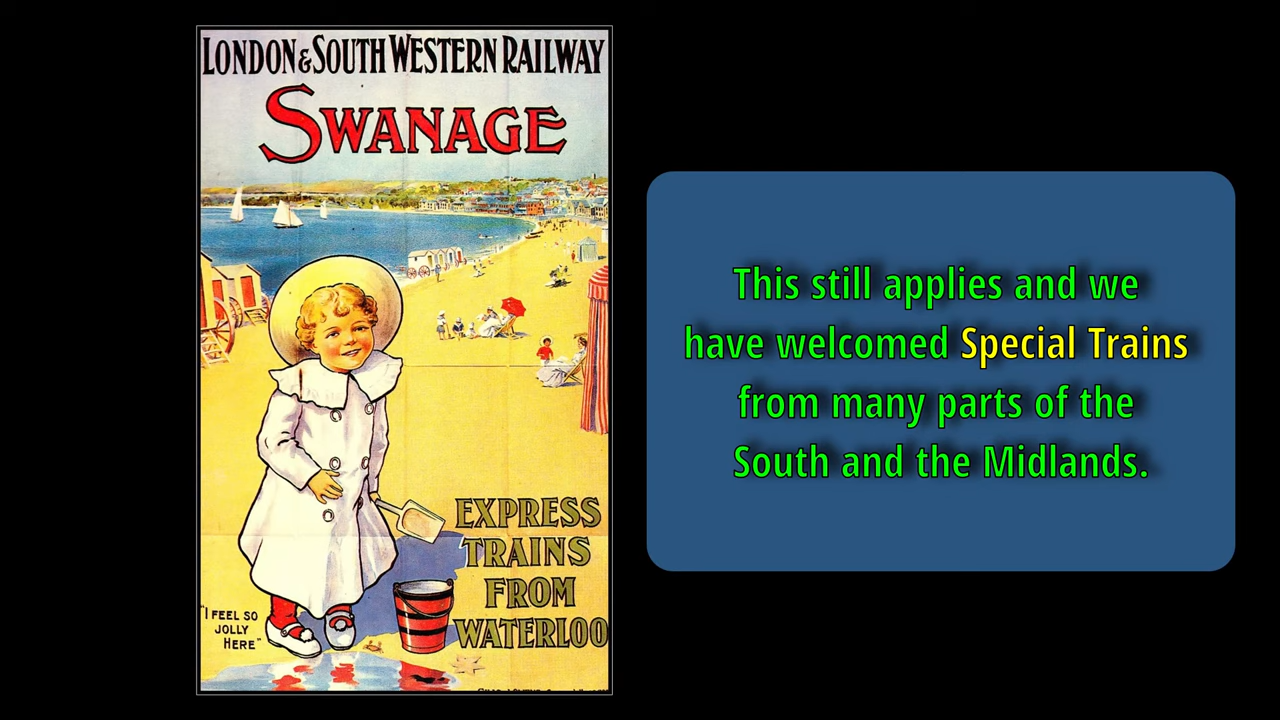 LONDON & SOUTH WESTERN RAILWAY
SWANAGE
EXPRESS
TRAINS
FROM
WATERLOO
"I FEEL SO
JOLLY
HERE"
This still applies and we
have welcomed Special Trains
from many parts of the
South and the Midlands.